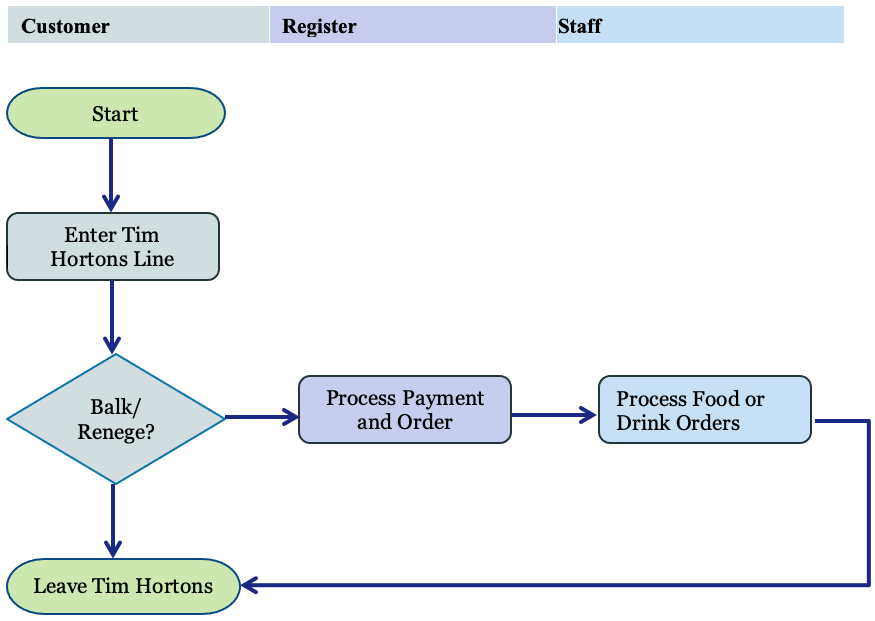 Customer
Register
Staff
Start
Enter Tim
Hortons Line
Balk/
Renege?
Process Payment
and Order
Process Food or
Drink Orders
Leave Tim Hortons